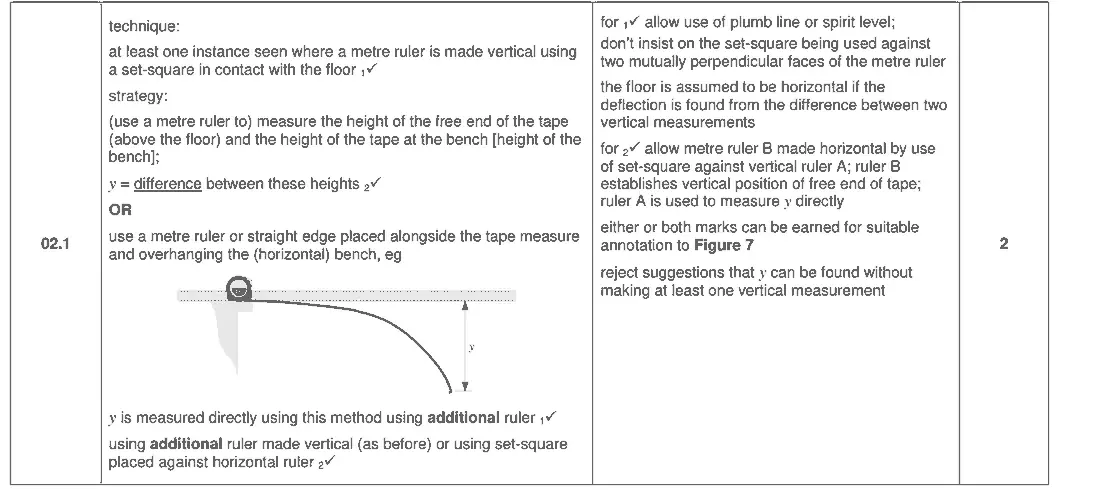 technique:
at least one instance seen where a metre ruler is made vertical using
a set-square in contact with the floor ₁✓
strategy:
(use a metre ruler to) measure the height of the free end of the tape
(above the floor) and the height of the tape at the bench [height of the
bench];
y = difference between these heights ₂✓
OR
02.1
use a metre ruler or straight edge placed alongside the tape measure
and overhanging the (horizontal) bench, eg
y
y is measured directly using this method using additional ruler ₁✓
using additional ruler made vertical (as before) or using set-square
placed against horizontal ruler ₂✓
for ₁✓ allow use of plumb line or spirit level;
don't insist on the set-square being used against
two mutually perpendicular faces of the metre ruler
the floor is assumed to be horizontal if the
deflection is found from the difference between two
vertical measurements
for ₂✓ allow metre ruler B made horizontal by use
of set-square against vertical ruler A; ruler B
establishes vertical position of free end of tape;
ruler A is used to measure y directly
either or both marks can be earned for suitable
annotation to Figure 7
reject suggestions that y can be found without
making at least one vertical measurement
2